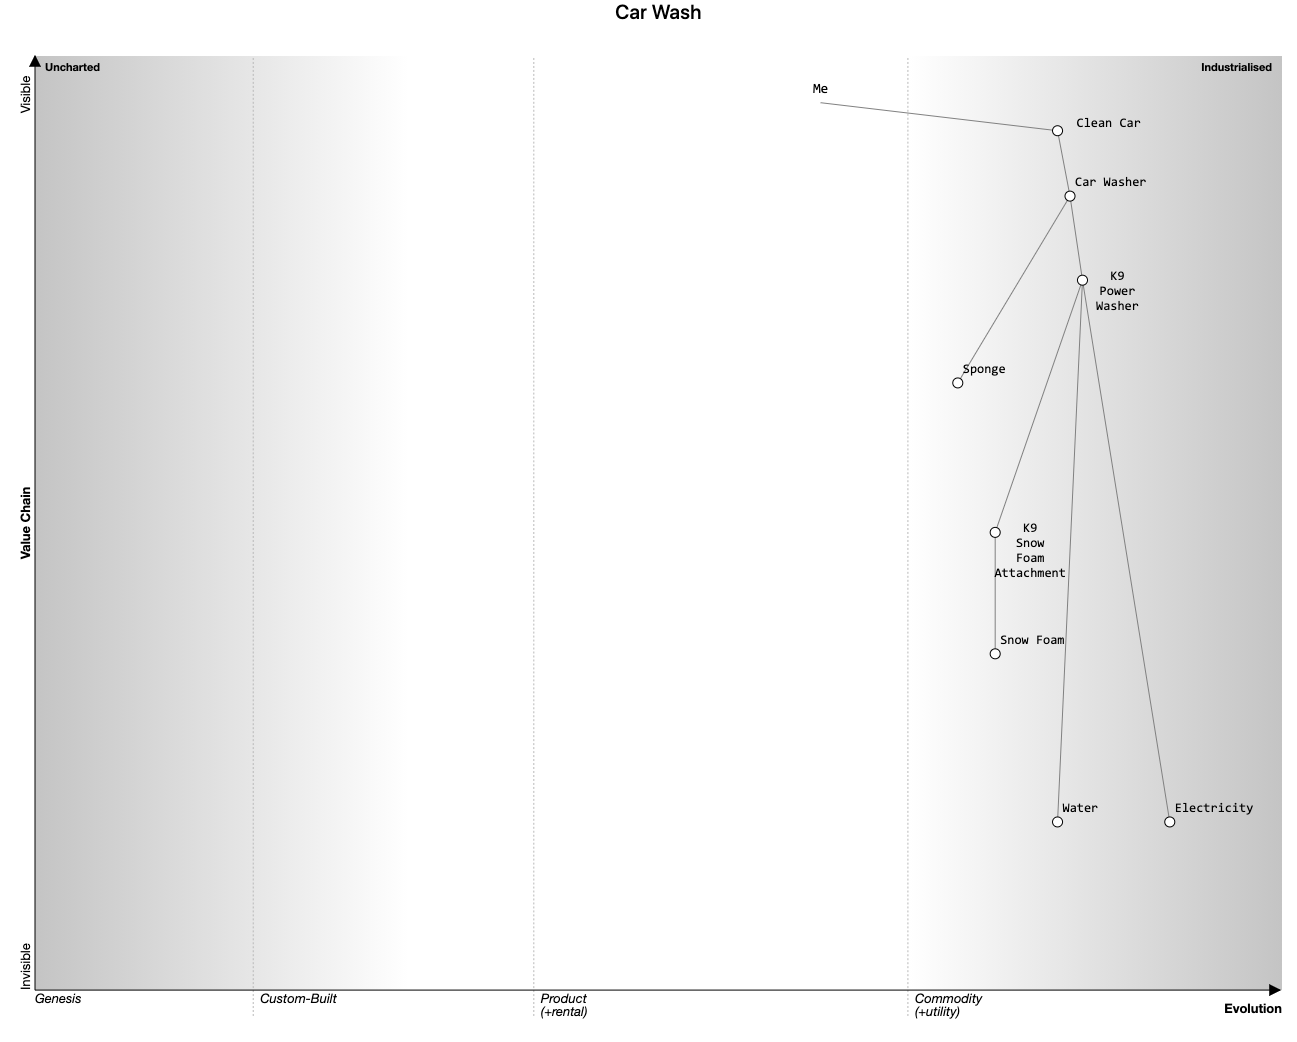 Car Wash
Uncharted
Industrialised
Visible
Me
Clean Car
Car Washer
K9
Power
Washer
Sponge
Value Chain
K9
Snow
Foam
Attachment
Snow Foam
Water
Electricity
Invisible
Genesis
Custom-Built
Product
(+rental)
Commodity
(+utility)
Evolution